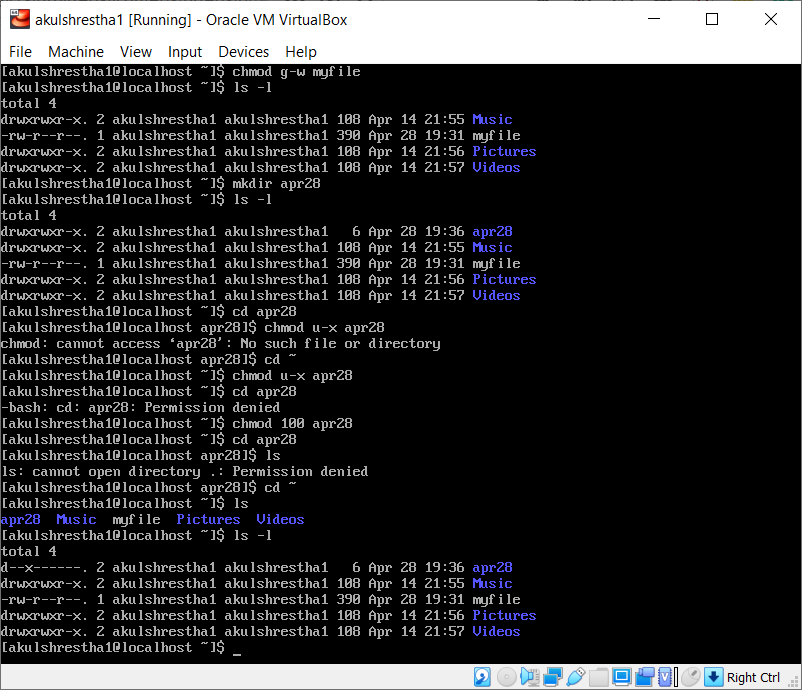 akulshrestha1 [Running] - Oracle VM VirtualBox
File Machine View Input Devices Help
[akulshrestha1@localhost ~]$ chmod g-w myfile
[akulshrestha1@localhost ~]$ ls -l
total 4
drwxrwxr-x. 2 akulshrestha1 akulshrestha1 108 Apr 14 21:55 Music
-rw-r--r--. 1 akulshrestha1 akulshrestha1 390 Apr 28 19:31 myfile
drwxrwxr-x. 2 akulshrestha1 akulshrestha1 108 Apr 14 21:56 Pictures
drwxrwxr-x. 2 akulshrestha1 akulshrestha1 108 Apr 14 21:57 Videos
[akulshrestha1@localhost ~]$ mkdir apr28
[akulshrestha1@localhost ~]$ ls -l
total 4
drwxrwxr-x. 2 akulshrestha1 akulshrestha1   6 Apr 28 19:36 apr28
drwxrwxr-x. 2 akulshrestha1 akulshrestha1 108 Apr 14 21:55 Music
-rw-r--r--. 1 akulshrestha1 akulshrestha1 390 Apr 28 19:31 myfile
drwxrwxr-x. 2 akulshrestha1 akulshrestha1 108 Apr 14 21:56 Pictures
drwxrwxr-x. 2 akulshrestha1 akulshrestha1 108 Apr 14 21:57 Videos
[akulshrestha1@localhost ~]$ cd apr28
[akulshrestha1@localhost apr28]$ chmod u-x apr28
chmod: cannot access ‘apr28’: No such file or directory
[akulshrestha1@localhost apr28]$ cd ~
[akulshrestha1@localhost ~]$ chmod u-x apr28
[akulshrestha1@localhost ~]$ cd apr28
-bash: cd: apr28: Permission denied
[akulshrestha1@localhost ~]$ chmod 100 apr28
[akulshrestha1@localhost ~]$ cd apr28
[akulshrestha1@localhost apr28]$ ls
ls: cannot open directory .: Permission denied
[akulshrestha1@localhost apr28]$ cd ~
[akulshrestha1@localhost ~]$ ls
apr28  Music  myfile  Pictures  Videos
[akulshrestha1@localhost ~]$ ls -l
total 4
d--x------. 2 akulshrestha1 akulshrestha1   6 Apr 28 19:36 apr28
drwxrwxr-x. 2 akulshrestha1 akulshrestha1 108 Apr 14 21:55 Music
-rw-r--r--. 1 akulshrestha1 akulshrestha1 390 Apr 28 19:31 myfile
drwxrwxr-x. 2 akulshrestha1 akulshrestha1 108 Apr 14 21:56 Pictures
drwxrwxr-x. 2 akulshrestha1 akulshrestha1 108 Apr 14 21:57 Videos
[akulshrestha1@localhost ~]$ _
Right Ctrl